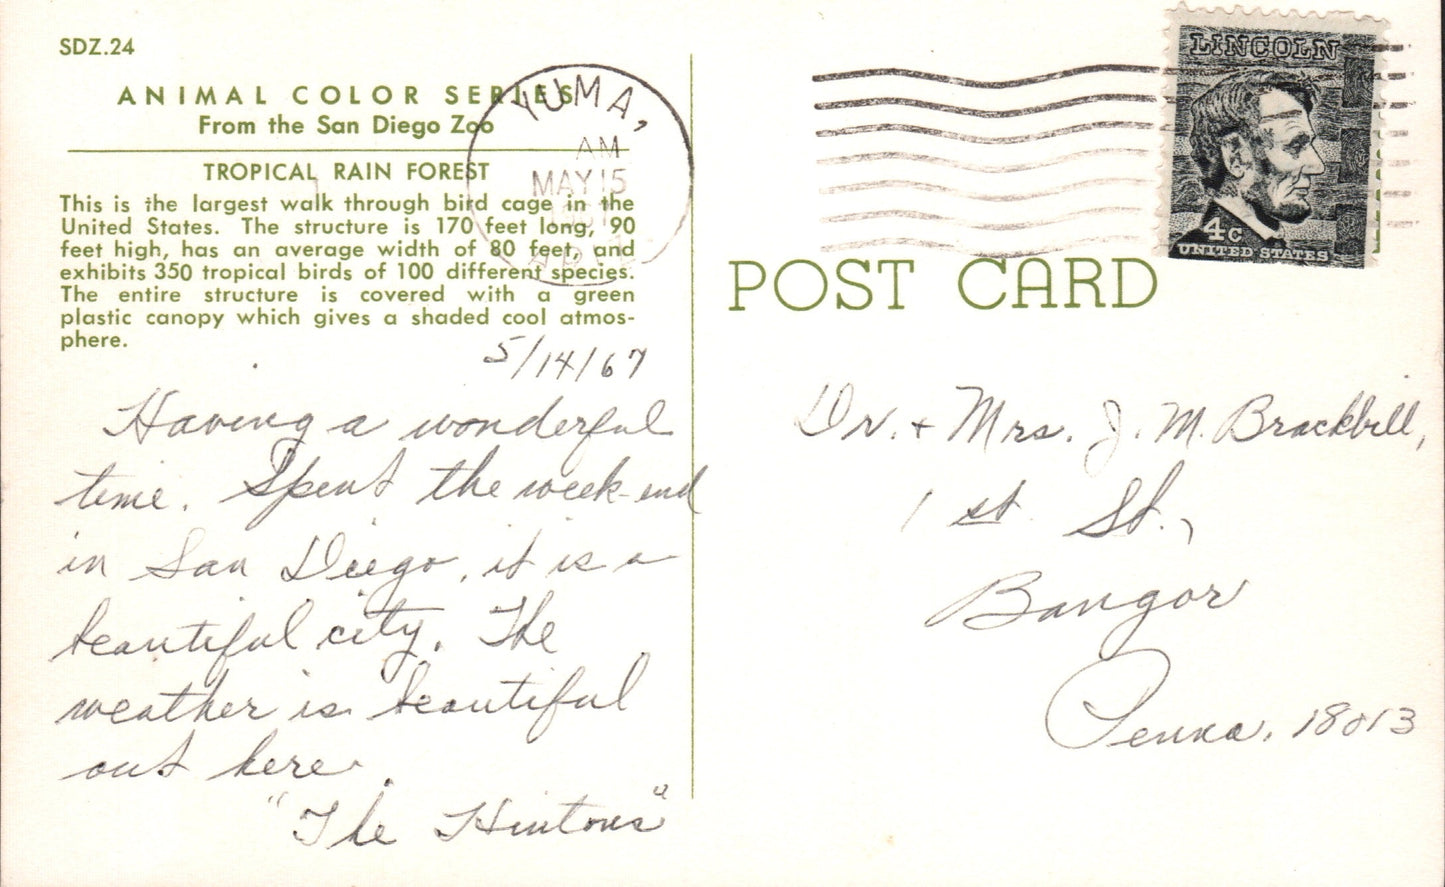 SDZ.24
ANIMAL COLOR SERIES
From the San Diego Zoo
TROPICAL RAIN FOREST
This is the largest walk through bird cage in the
United States. The structure is 170 feet long, 90
feet high, has an average width of 80 feet, and
exhibits 350 tropical birds of 100 different species.
The entire structure is covered with a green
plastic canopy which gives a shaded cool atmos-
phere.
5/14/67
Having a wonderful
time. Spent the week-end
in San Diego, it is a
beautiful city. The
weather is beautiful
out here.
"The Hintons"
YUMA,
AM
MAY 15
LINCOLN
4c
UNITED STATES
POST CARD
Dr. + Mrs. J. M. Brackbill,
1 st. St.,
Bangor
Penna. 18013